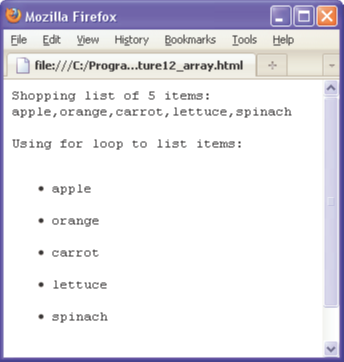 Mozilla Firefox
File Edit View History Bookmarks Tools Help
file:///C:/Progra...ture12_array.html
Shopping list of 5 items:
apple,orange,carrot,lettuce,spinach
Using for loop to list items:
• apple
• orange
• carrot
• lettuce
• spinach